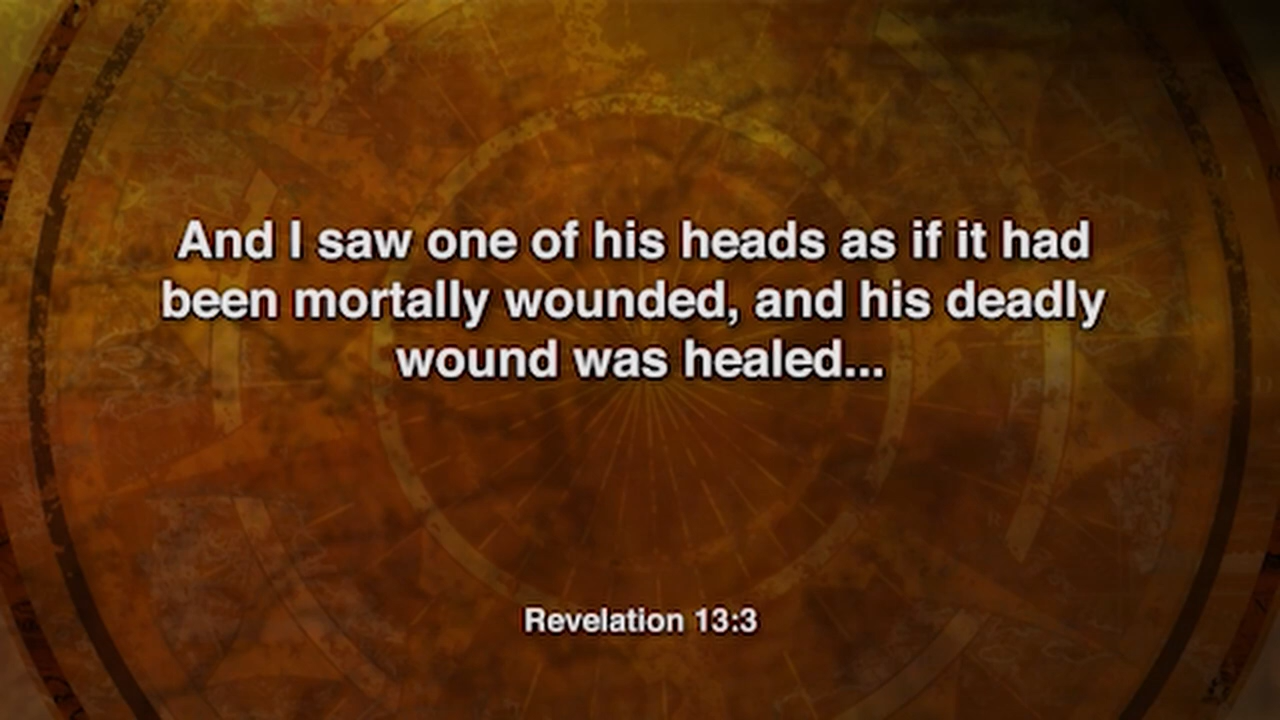 And I saw one of his heads as if it had
been mortally wounded, and his deadly
wound was healed...
Revelation 13:3